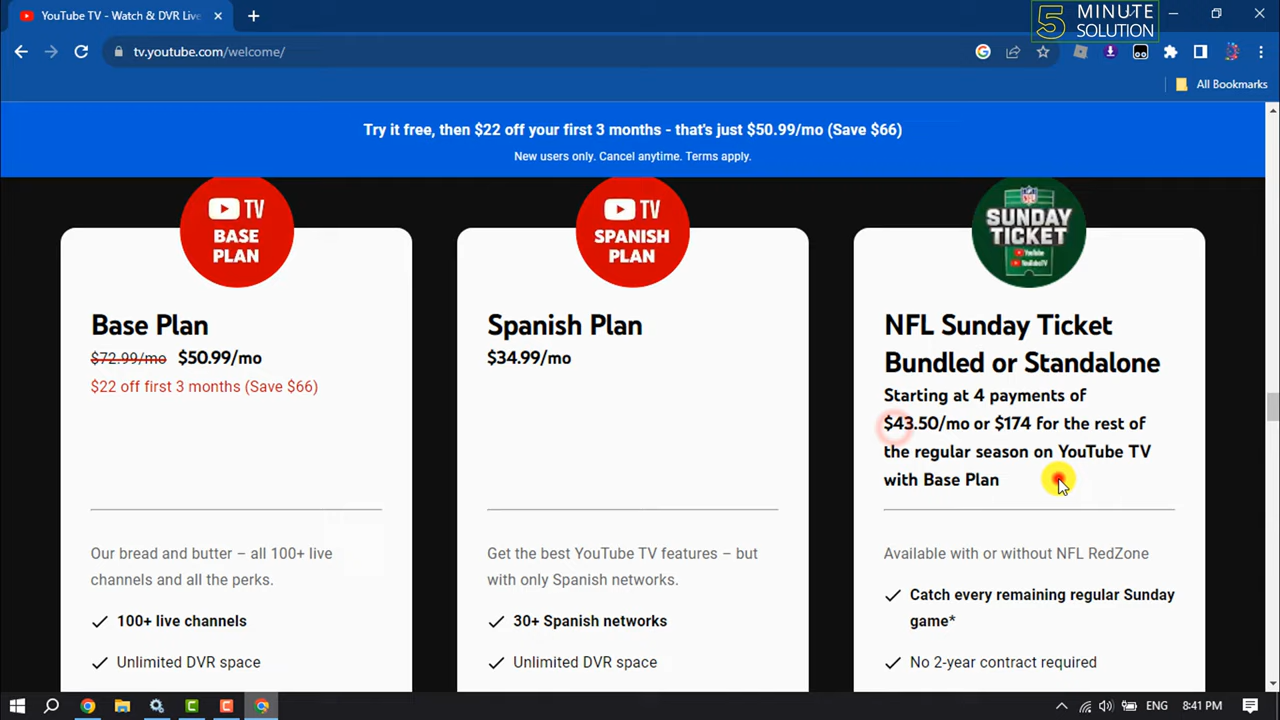 YouTube TV - Watch & DVR Live
5 MINUTE
SOLUTION
tv.youtube.com/welcome/
All Bookmarks
Try it free, then $22 off your first 3 months - that's just $50.99/mo (Save $66)
New users only. Cancel anytime. Terms apply.
TV
BASE
PLAN
TV
SPANISH
PLAN
NFL
SUNDAY
TICKET
YouTube
YouTubeTV
Base Plan
$72.99/mo $50.99/mo
$22 off first 3 months (Save $66)
Spanish Plan
$34.99/mo
NFL Sunday Ticket
Bundled or Standalone
Starting at 4 payments of
$43.50/mo or $174 for the rest of
the regular season on YouTube TV
with Base Plan
Our bread and butter – all 100+ live
channels and all the perks.
100+ live channels
Unlimited DVR space
Get the best YouTube TV features – but
with only Spanish networks.
30+ Spanish networks
Unlimited DVR space
Available with or without NFL RedZone
Catch every remaining regular Sunday
game*
No 2-year contract required
ENG
8:41 PM